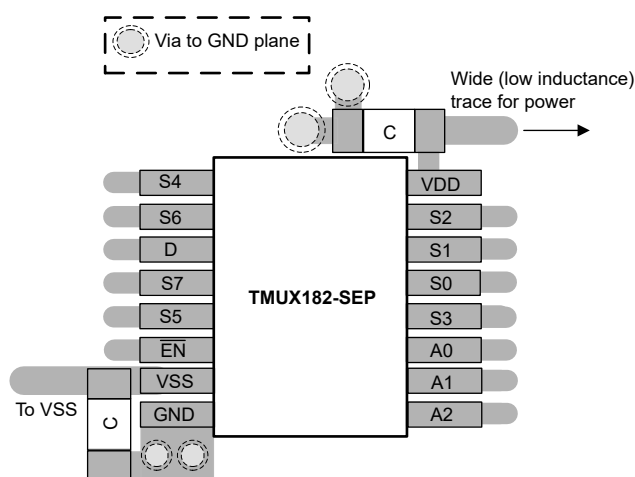 Via to GND plane
Wide (low inductance)
trace for power
C
S4
VDD
S6
S2
D
S1
TMUX182-SEP
S7
S0
S5
S3
E̅N̅
A0
VSS
A1
To VSS
C
GND
A2